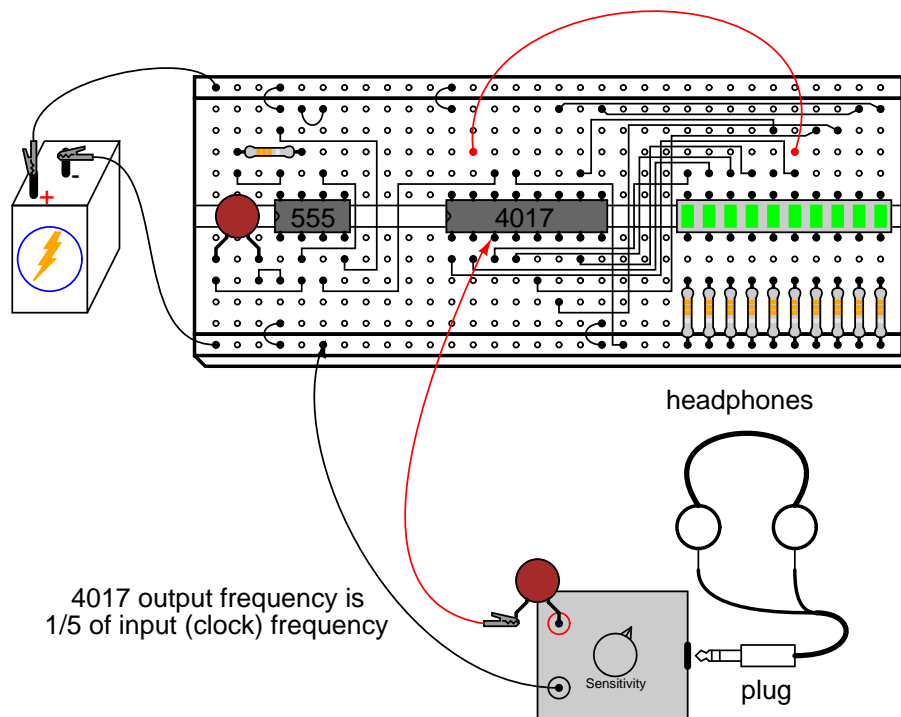 555
4017
+
-
headphones
4017 output frequency is
1/5 of input (clock) frequency
Sensitivity
plug